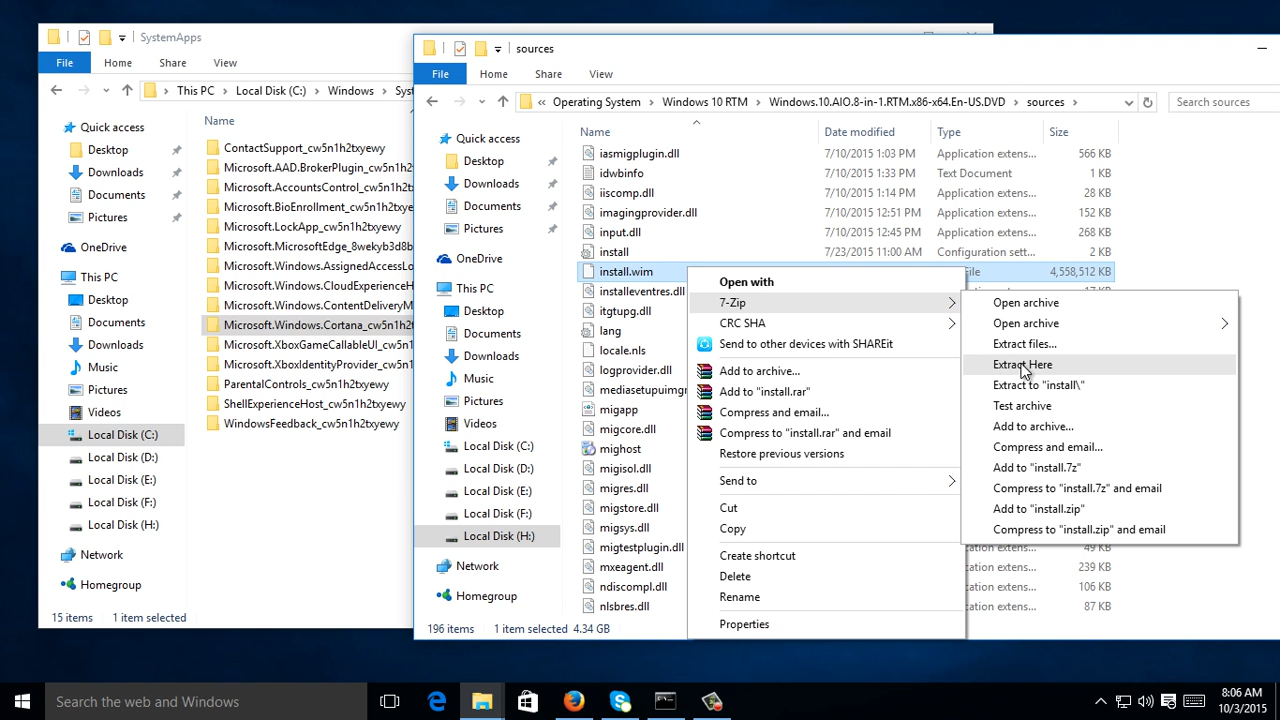 SystemApps
File Home Share View
This PC Local Disk (C:) Windows
Quick access
Desktop
Downloads
Documents
Pictures
OneDrive
This PC
Desktop
Documents
Downloads
Music
Pictures
Videos
Local Disk (C:)
Local Disk (D:)
Local Disk (E:)
Local Disk (F:)
Local Disk (H:)
Network
Homegroup
Name
ContactSupport_cw5n1h2txyewy
Microsoft.AAD.BrokerPlugin_cw5n1h2txy
Microsoft.AccountsControl_cw5n1h2txye
Microsoft.BioEnrollment_cw5n1h2txyew
Microsoft.LockApp_cw5n1h2txyewy
Microsoft.MicrosoftEdge_8wekyb3d8b
Microsoft.Windows.AssignedAccessLo
Microsoft.Windows.CloudExperience
Microsoft.Windows.ContentDeliveryM
Microsoft.Windows.Cortana_cw5n1h2t
Microsoft.XboxGameCallableUI_cw5n1
Microsoft.XboxIdentityProvider_cw5n1
ParentalControls_cw5n1h2txyewy
ShellExperienceHost_cw5n1h2txyewy
WindowsFeedback_cw5n1h2txyewy
15 items 1 item selected
sources
File Home Share View
« Operating System Windows 10 RTM Windows.10.AIO.8-in-1.RTM.x86-x64.En-US.DVD sources
Search sources
Quick access
Desktop
Downloads
Documents
Pictures
OneDrive
This PC
Desktop
Documents
Downloads
Music
Pictures
Videos
Local Disk (C:)
Local Disk (D:)
Local Disk (E:)
Local Disk (F:)
Local Disk (H:)
Network
Homegroup
Name Date modified Type Size
iasmigplugin.dll 7/10/2015 1:03 PM Application extens... 566 KB
idwbinfo 7/10/2015 1:33 PM Text Document 1 KB
iiscomp.dll 7/10/2015 1:14 PM Application extens... 28 KB
imagingprovider.dll 7/10/2015 12:51 PM Application extens... 152 KB
input.dll 7/10/2015 12:45 PM Application extens... 268 KB
install 7/23/2015 11:00 AM Configuration sett... 2 KB
install.wim File 4,558,512 KB
installeventres.dll 17 KB
itgtupg.dll
lang
locale.nls
logprovider.dll
mediasetupuimg
migapp
migcore.dll
mighost
migisol.dll
migres.dll
migstore.dll
migsys.dll
migtestplugin.dll Application extens... 49 KB
mxeagent.dll Application extens... 239 KB
ndiscompl.dll Application extens... 106 KB
nlsbres.dll Application extens... 87 KB
196 items 1 item selected 4.34 GB
Open with
7-Zip
CRC SHA
Send to other devices with SHAREit
Add to archive...
Add to "install.rar"
Compress and email...
Compress to "install.rar" and email
Restore previous versions
Send to
Cut
Copy
Create shortcut
Delete
Rename
Properties
Open archive
Open archive
Extract files...
Extract Here
Extract to "install\"
Test archive
Add to archive...
Compress and email...
Add to "install.7z"
Compress to "install.7z" and email
Add to "install.zip"
Compress to "install.zip" and email
Search the web and Windows
8:06 AM
10/3/2015